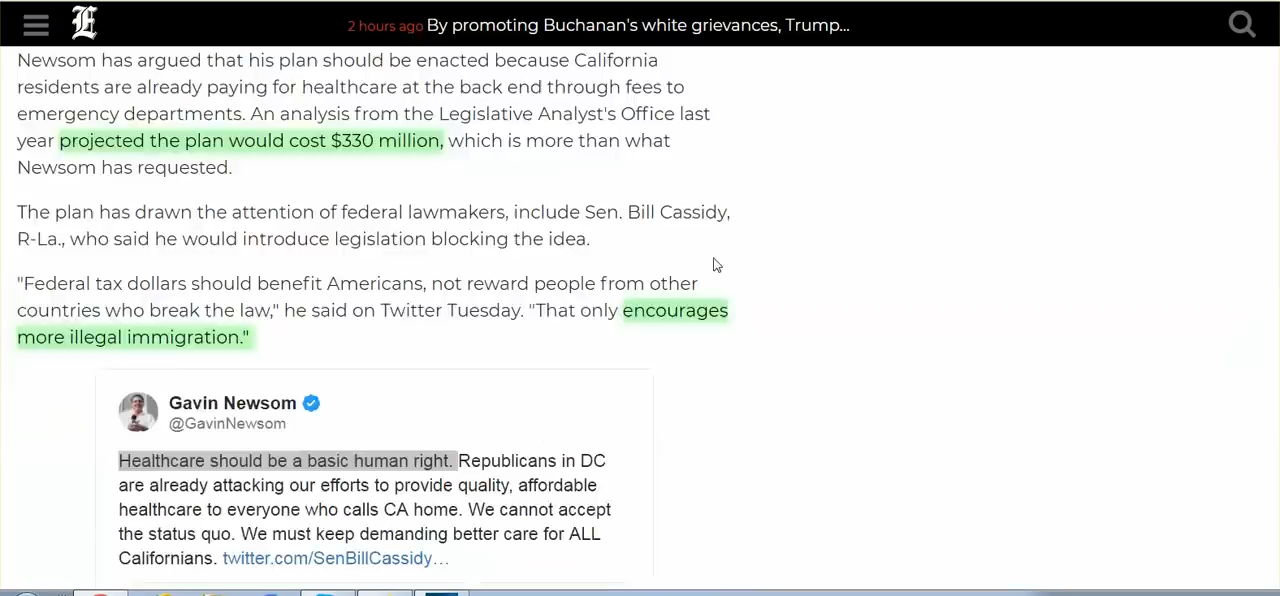 E
2 hours ago By promoting Buchanan's white grievances, Trump...
Newsom has argued that his plan should be enacted because California
residents are already paying for healthcare at the back end through fees to
emergency departments. An analysis from the Legislative Analyst's Office last
year projected the plan would cost $330 million, which is more than what
Newsom has requested.
The plan has drawn the attention of federal lawmakers, include Sen. Bill Cassidy,
R-La., who said he would introduce legislation blocking the idea.
"Federal tax dollars should benefit Americans, not reward people from other
countries who break the law," he said on Twitter Tuesday. "That only encourages
more illegal immigration."
Gavin Newsom
@GavinNewsom
Healthcare should be a basic human right. Republicans in DC
are already attacking our efforts to provide quality, affordable
healthcare to everyone who calls CA home. We cannot accept
the status quo. We must keep demanding better care for ALL
Californians. twitter.com/SenBillCassidy…